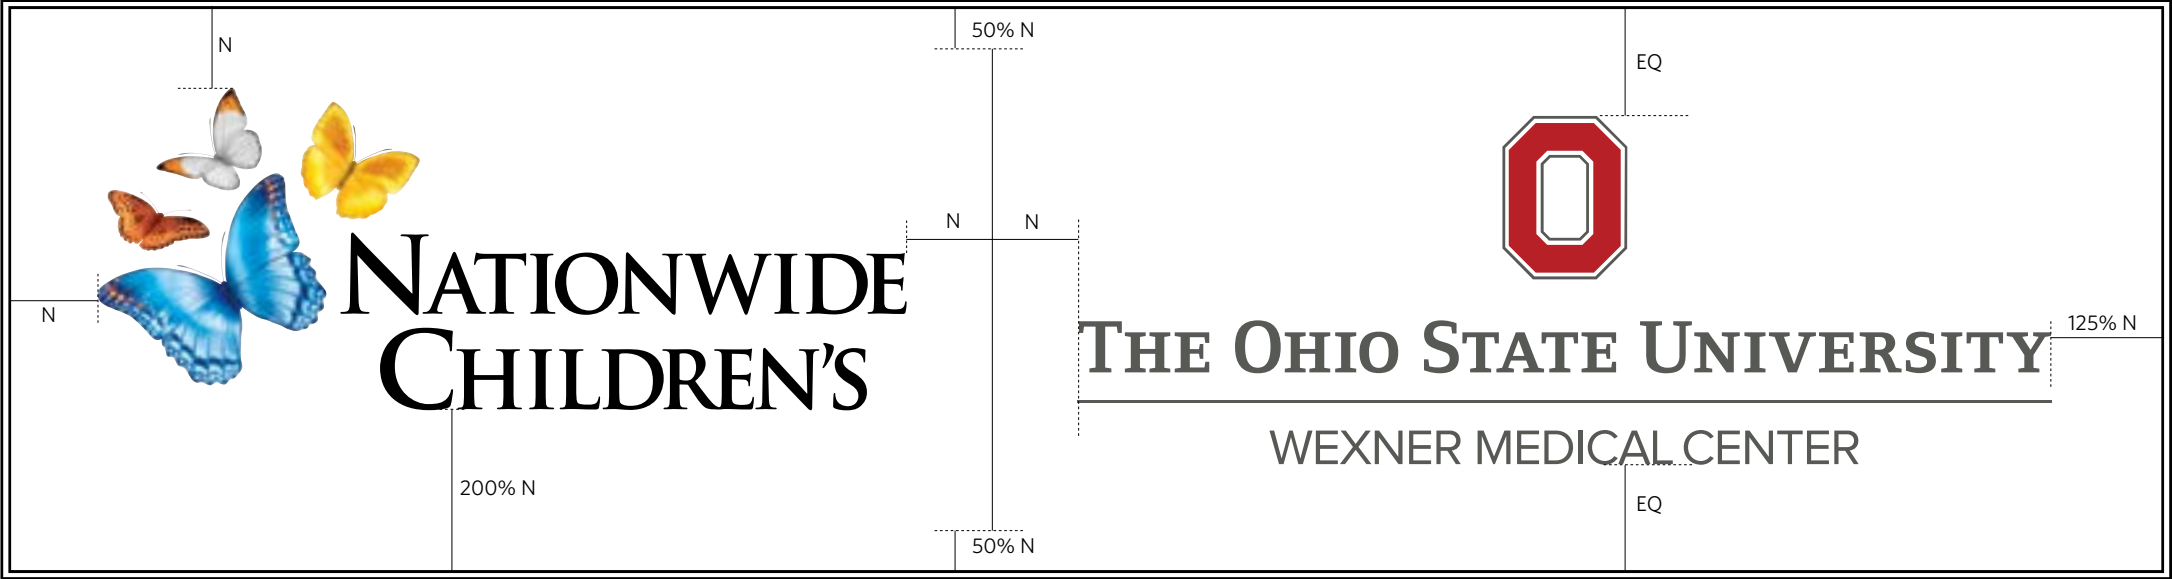 N
50% N
EQ
O
N
N
NATIONWIDE
N
CHILDREN'S
THE OHIO STATE UNIVERSITY
125% N
WEXNER MEDICAL CENTER
200% N
EQ
50% N